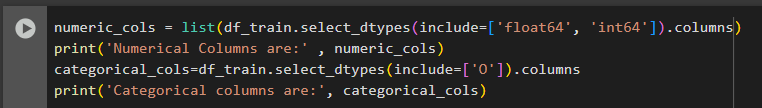 numeric_cols = list(df_train.select_dtypes(include=['float64', 'int64']).columns)
print('Numerical Columns are:' , numeric_cols)
categorical_cols=df_train.select_dtypes(include=['O']).columns
print('Categorical columns are:', categorical_cols)